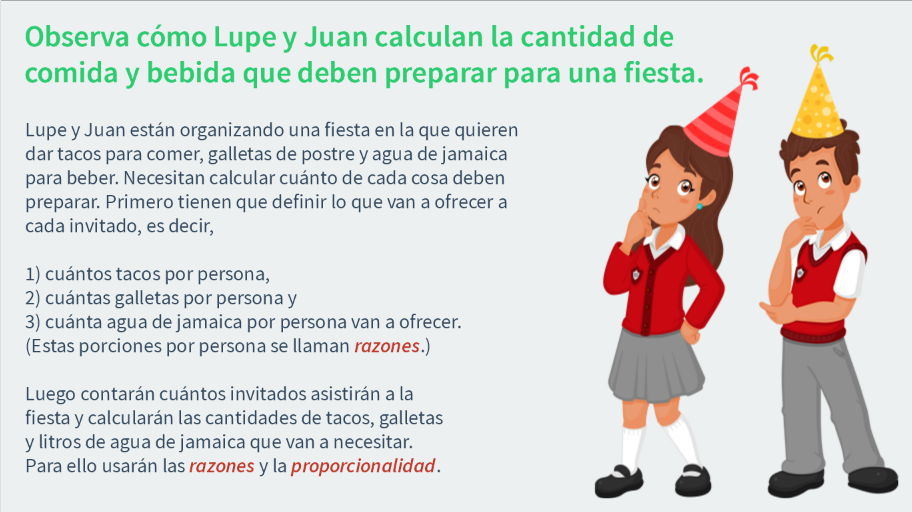 Observa cómo Lupe y Juan calculan la cantidad de
comida y bebida que deben preparar para una fiesta.
Lupe y Juan están organizando una fiesta en la que quieren
dar tacos para comer, galletas de postre y agua de jamaica
para beber. Necesitan calcular cuánto de cada cosa deben
preparar. Primero tienen que definir lo que van a ofrecer a
cada invitado, es decir,
1) cuántos tacos por persona,
2) cuántas galletas por persona y
3) cuánta agua de jamaica por persona van a ofrecer.
(Estas porciones por persona se llaman razones.)
Luego contarán cuántos invitados asistirán a la
fiesta y calcularán las cantidades de tacos, galletas
y litros de agua de jamaica que van a necesitar.
Para ello usarán las razones y la proporcionalidad.